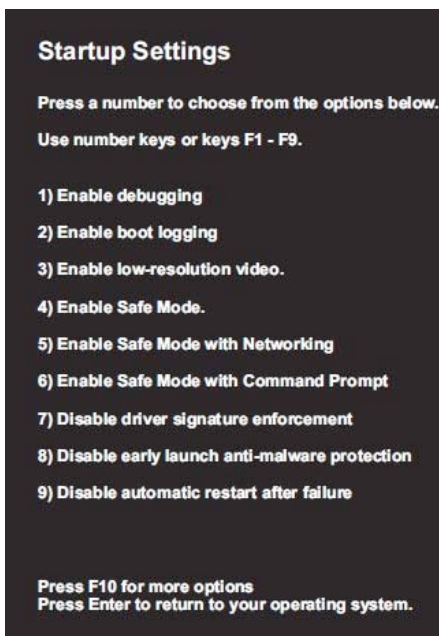 Startup Settings
Press a number to choose from the options below.
Use number keys or keys F1 - F9.
1) Enable debugging
2) Enable boot logging
3) Enable low-resolution video.
4) Enable Safe Mode.
5) Enable Safe Mode with Networking
6) Enable Safe Mode with Command Prompt
7) Disable driver signature enforcement
8) Disable early launch anti-malware protection
9) Disable automatic restart after failure
Press F10 for more options
Press Enter to return to your operating system.